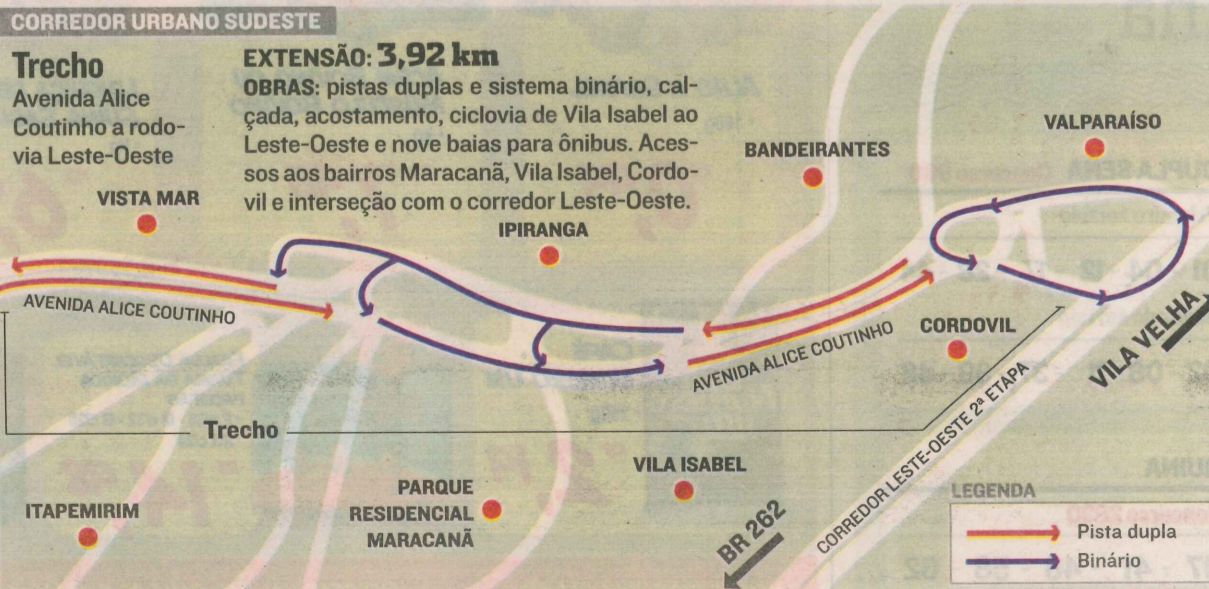 CORREDOR URBANO SUDESTE
Trecho
Avenida Alice
Coutinho a rodo-
via Leste-Oeste
EXTENSÃO: 3,92 km
OBRAS: pistas duplas e sistema binário, cal-
çada, acostamento, ciclovia de Vila Isabel ao
Leste-Oeste e nove baias para ônibus. Aces-
sos aos bairros Maracanã, Vila Isabel, Cordo-
vil e interseção com o corredor Leste-Oeste.
VISTA MAR
IPIRANGA
BANDEIRANTES
VALPARAÍSO
AVENIDA ALICE COUTINHO
AVENIDA ALICE COUTINHO
CORDOVIL
VILA VELHA
Trecho
CORREDOR LESTE-OESTE 2ª ETAPA
ITAPEMIRIM
PARQUE
RESIDENCIAL
MARACANÃ
VILA ISABEL
BR 262
LEGENDA
Pista dupla
Binário